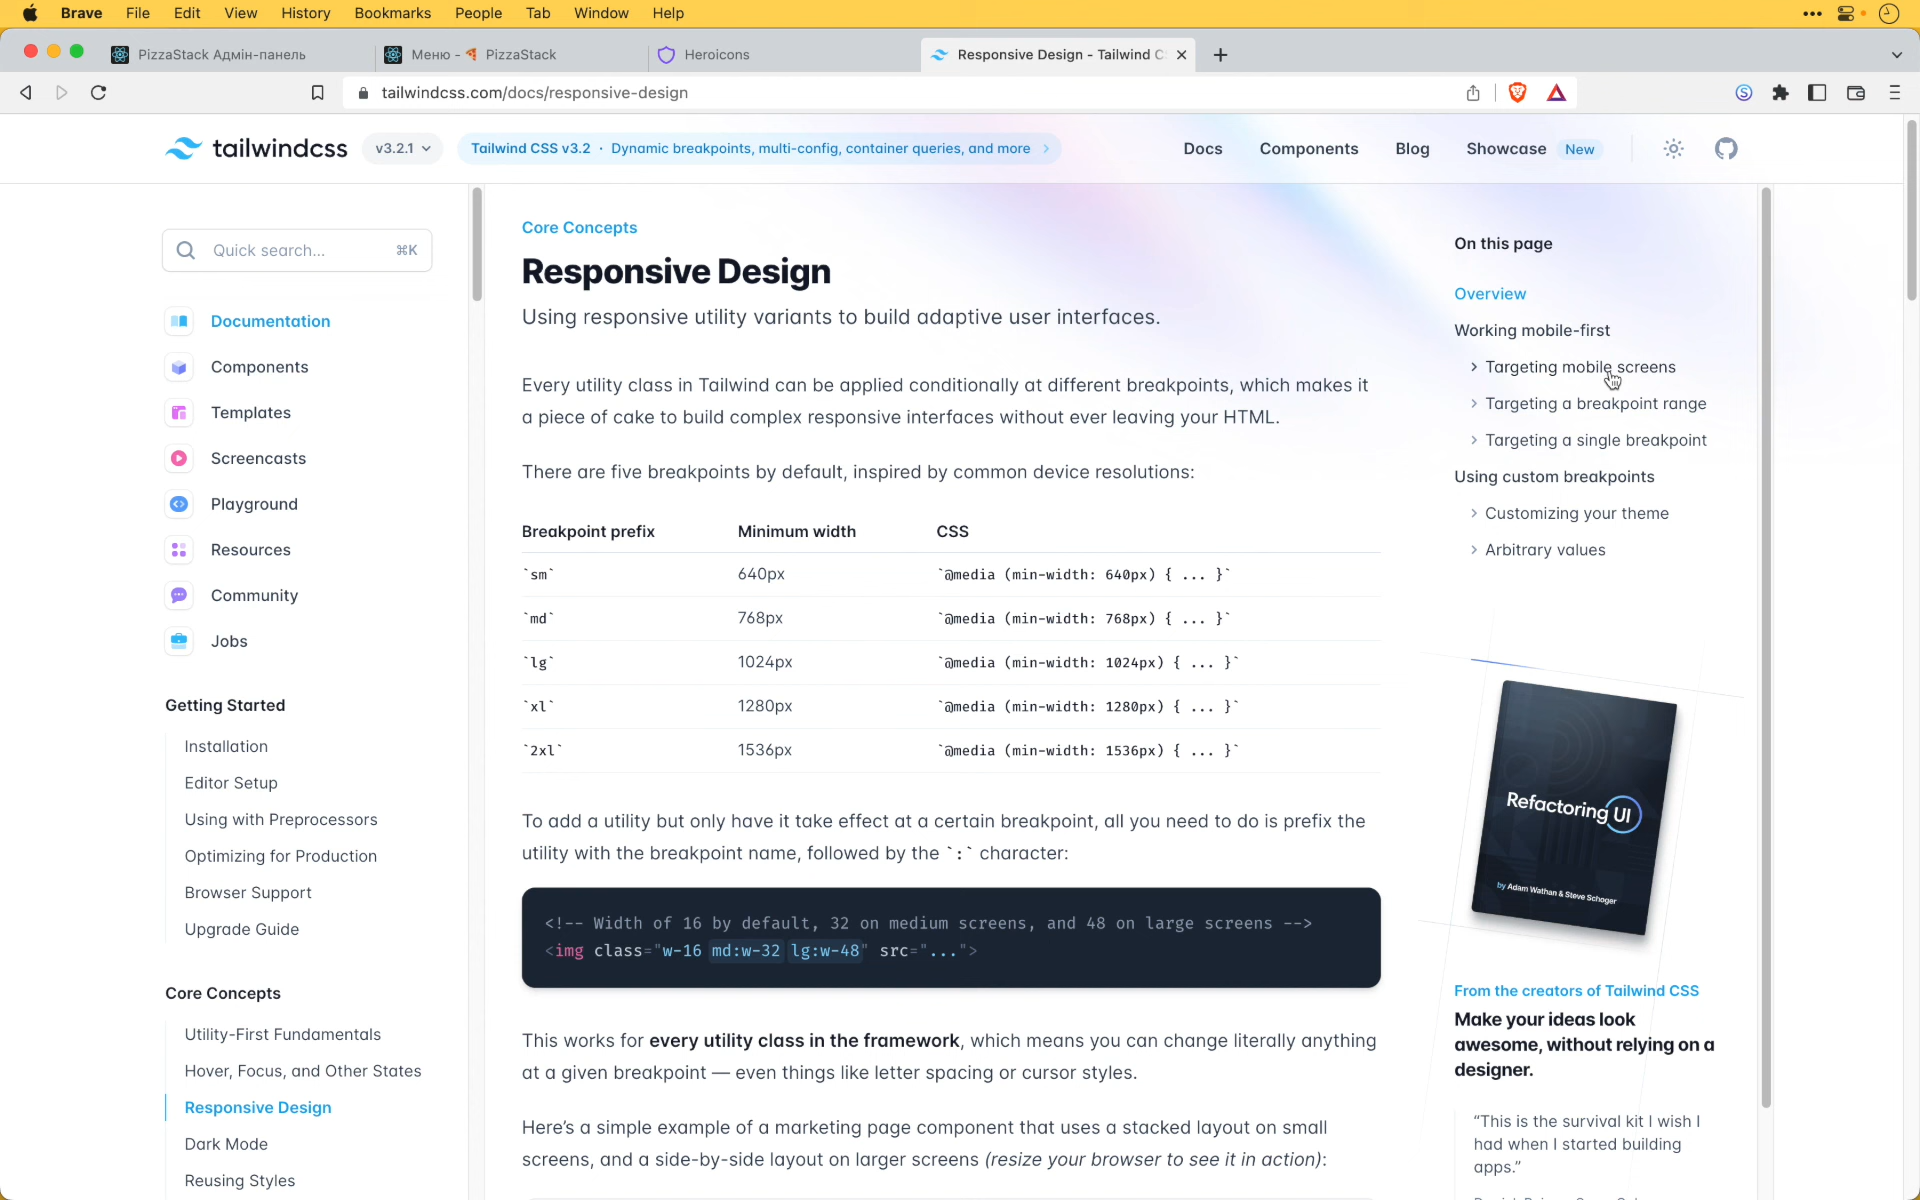 Brave File Edit View History Bookmarks People Tab Window Help
PizzaStack Адмін-панель
Меню - 🍕 PizzaStack
Heroicons
Responsive Design - Tailwind C
tailwindcss.com/docs/responsive-design
tailwindcss
v3.2.1
Tailwind CSS v3.2 · Dynamic breakpoints, multi-config, container queries, and more
Docs
Components
Blog
Showcase
New
Quick search...
⌘K
Documentation
Components
Templates
Screencasts
Playground
Resources
Community
Jobs
Getting Started
Installation
Editor Setup
Using with Preprocessors
Optimizing for Production
Browser Support
Upgrade Guide
Core Concepts
Utility-First Fundamentals
Hover, Focus, and Other States
Responsive Design
Dark Mode
Reusing Styles
Core Concepts
Responsive Design
Using responsive utility variants to build adaptive user interfaces.
Every utility class in Tailwind can be applied conditionally at different breakpoints, which makes it
a piece of cake to build complex responsive interfaces without ever leaving your HTML.
There are five breakpoints by default, inspired by common device resolutions:
Breakpoint prefix Minimum width CSS
`sm` 640px `@media (min-width: 640px) { ... }`
`md` 768px `@media (min-width: 768px) { ... }`
`lg` 1024px `@media (min-width: 1024px) { ... }`
`xl` 1280px `@media (min-width: 1280px) { ... }`
`2xl` 1536px `@media (min-width: 1536px) { ... }`
To add a utility but only have it take effect at a certain breakpoint, all you need to do is prefix the
utility with the breakpoint name, followed by the `:` character:
<!-- Width of 16 by default, 32 on medium screens, and 48 on large screens -->
<img class="w-16 md:w-32 lg:w-48" src="...">
This works for every utility class in the framework, which means you can change literally anything
at a given breakpoint — even things like letter spacing or cursor styles.
Here's a simple example of a marketing page component that uses a stacked layout on small
screens, and a side-by-side layout on larger screens (resize your browser to see it in action):
On this page
Overview
Working mobile-first
Targeting mobile screens
Targeting a breakpoint range
Targeting a single breakpoint
Using custom breakpoints
Customizing your theme
Arbitrary values
Refactoring UI
by Adam Wathan & Steve Schoger
From the creators of Tailwind CSS
Make your ideas look
awesome, without relying on a
designer.
“This is the survival kit I wish I
had when I started building
apps.”